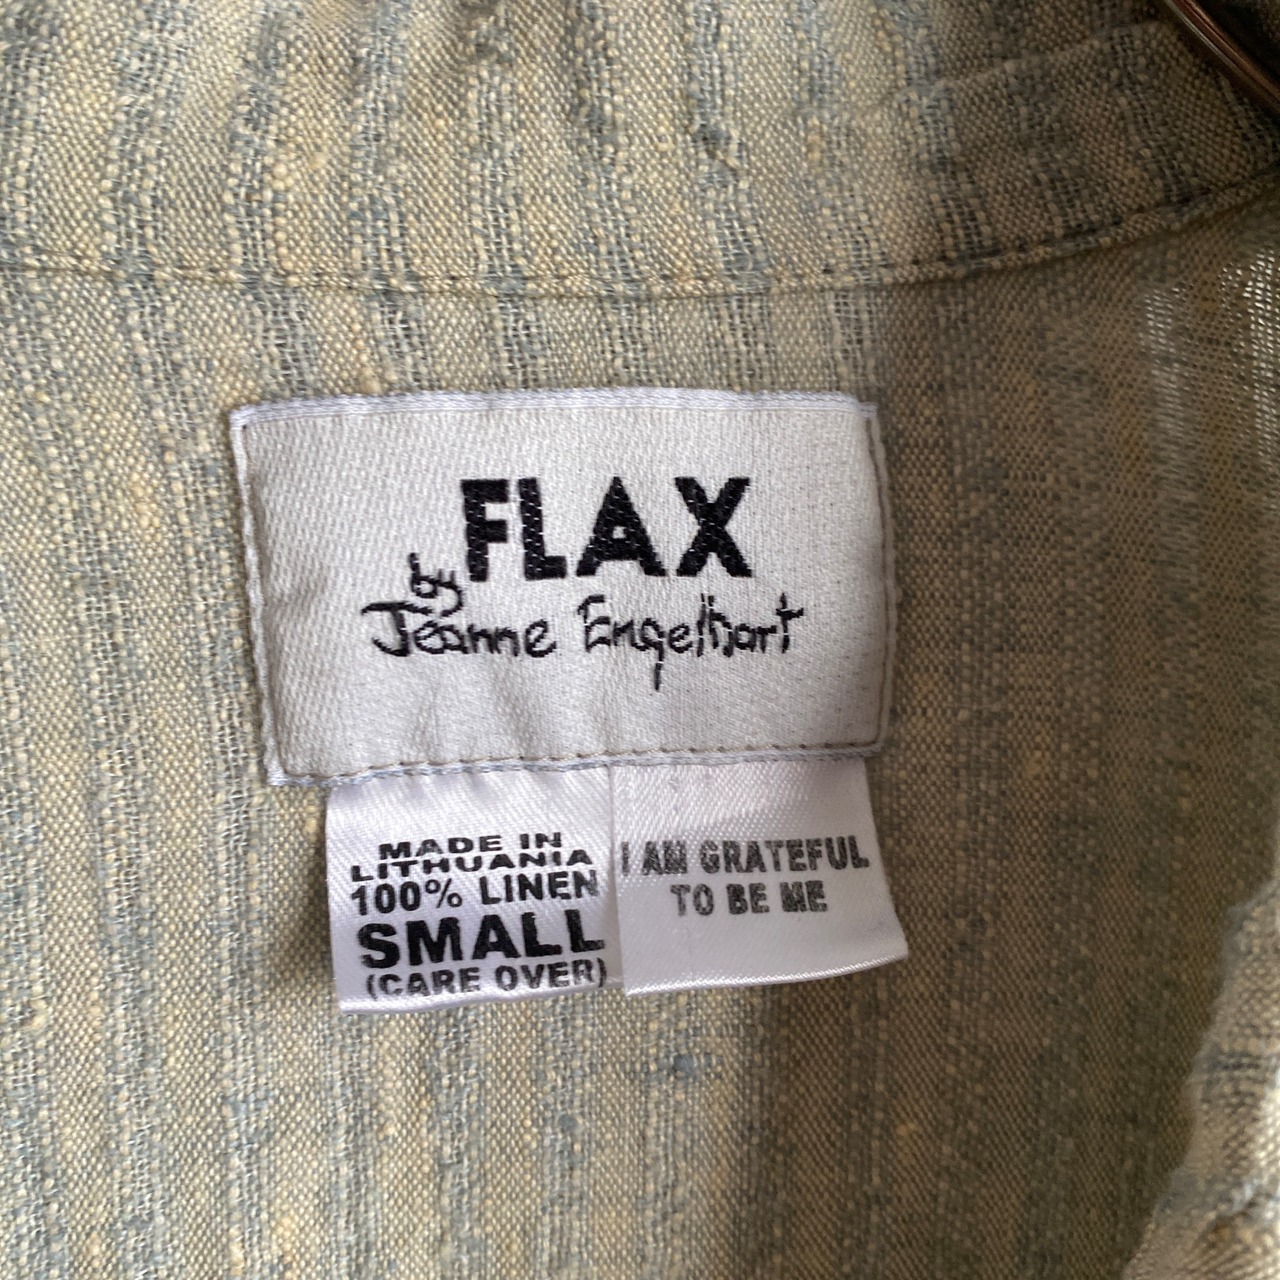 FLAX
by
Jeanne Engelhart
MADE IN
LITHUANIA
100% LINEN
SMALL
(CARE OVER)
I AM GRATEFUL
TO BE ME